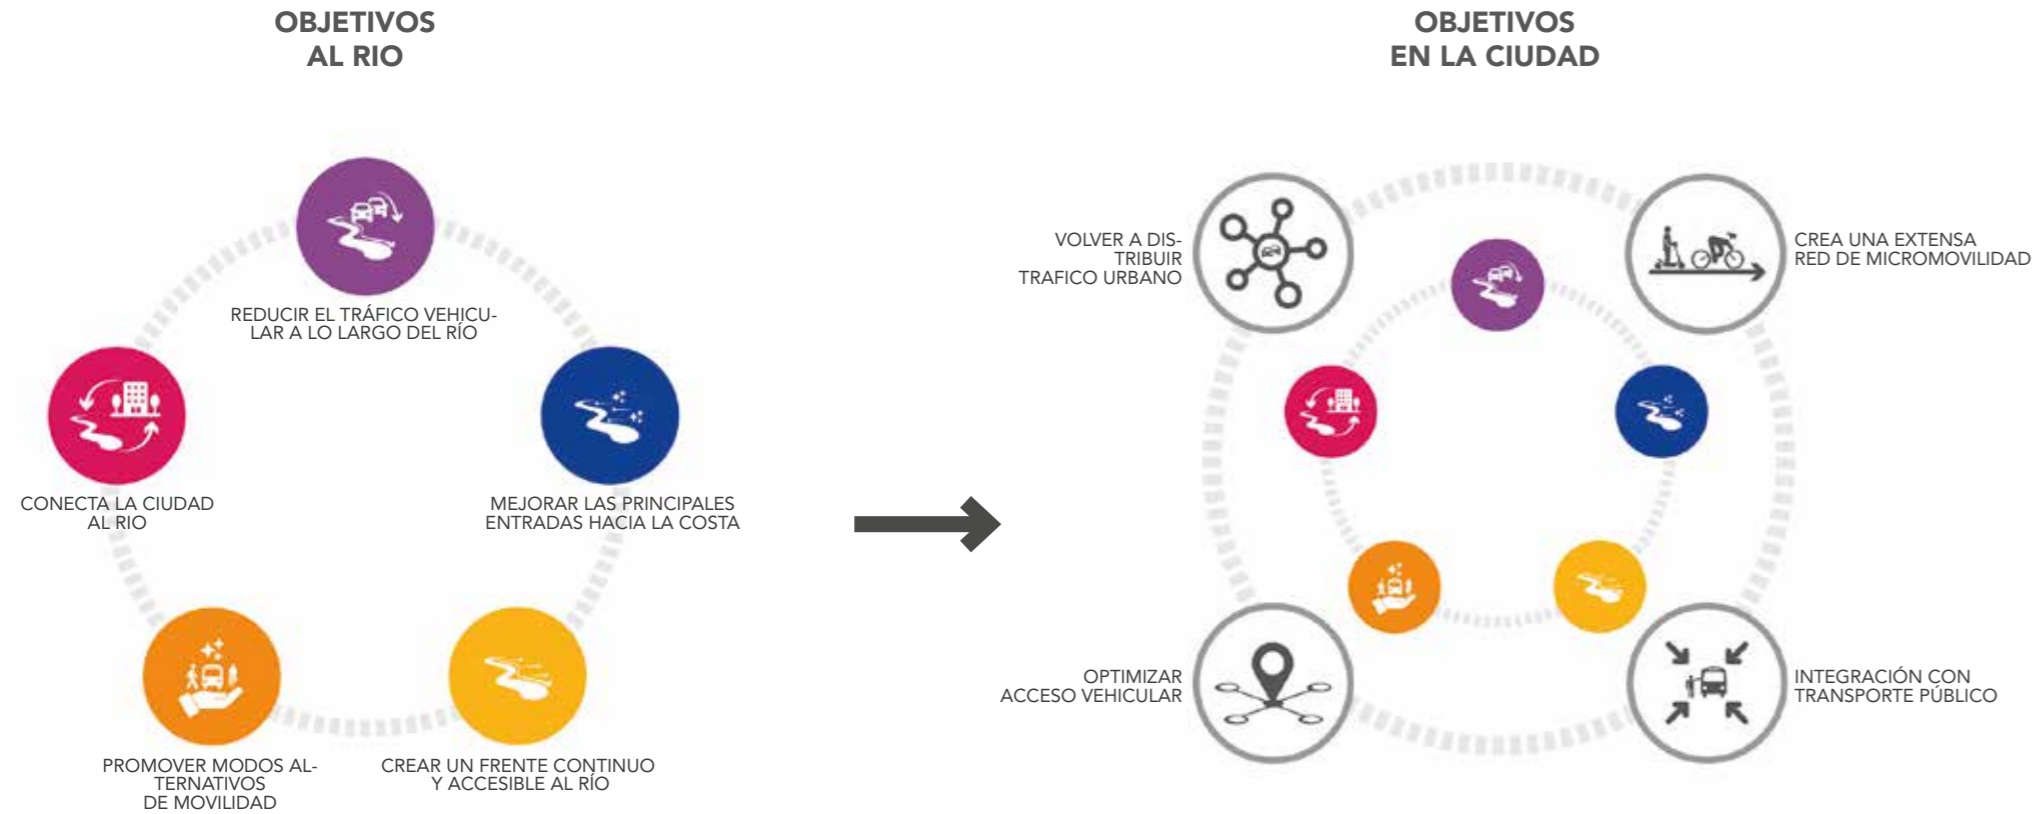 OBJETIVOS
AL RIO
REDUCIR EL TRÁFICO VEHICU-
LAR A LO LARGO DEL RÍO
CONECTA LA CIUDAD
AL RIO
MEJORAR LAS PRINCIPALES
ENTRADAS HACIA LA COSTA
PROMOVER MODOS AL-
TERNATIVOS
DE MOVILIDAD
CREAR UN FRENTE CONTINUO
Y ACCESIBLE AL RÍO
OBJETIVOS
EN LA CIUDAD
VOLVER A DIS-
TRIBUIR
TRAFICO URBANO
CREA UNA EXTENSA
RED DE MICROMOVILIDAD
OPTIMIZAR
ACCESO VEHICULAR
INTEGRACIÓN CON
TRANSPORTE PÚBLICO